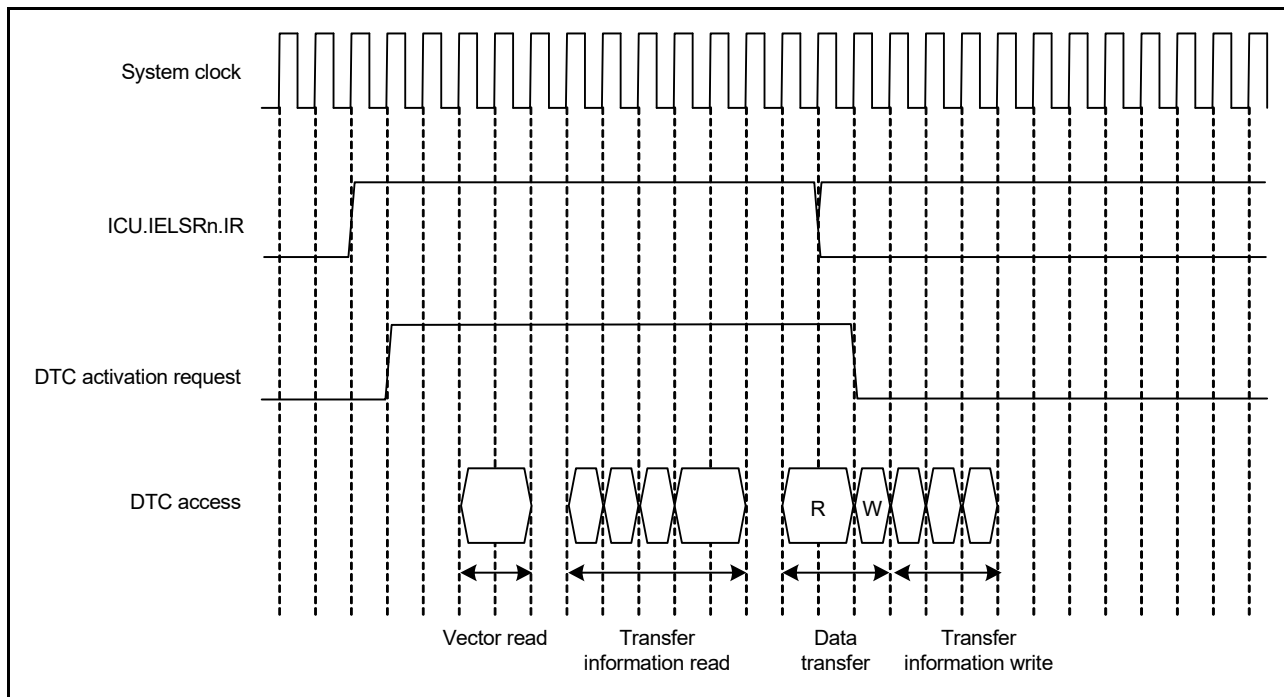 System clock
ICU.IELSRn.IR
DTC activation request
DTC access
R
W
Vector read
Transfer
information read
Data
transfer
Transfer
information write